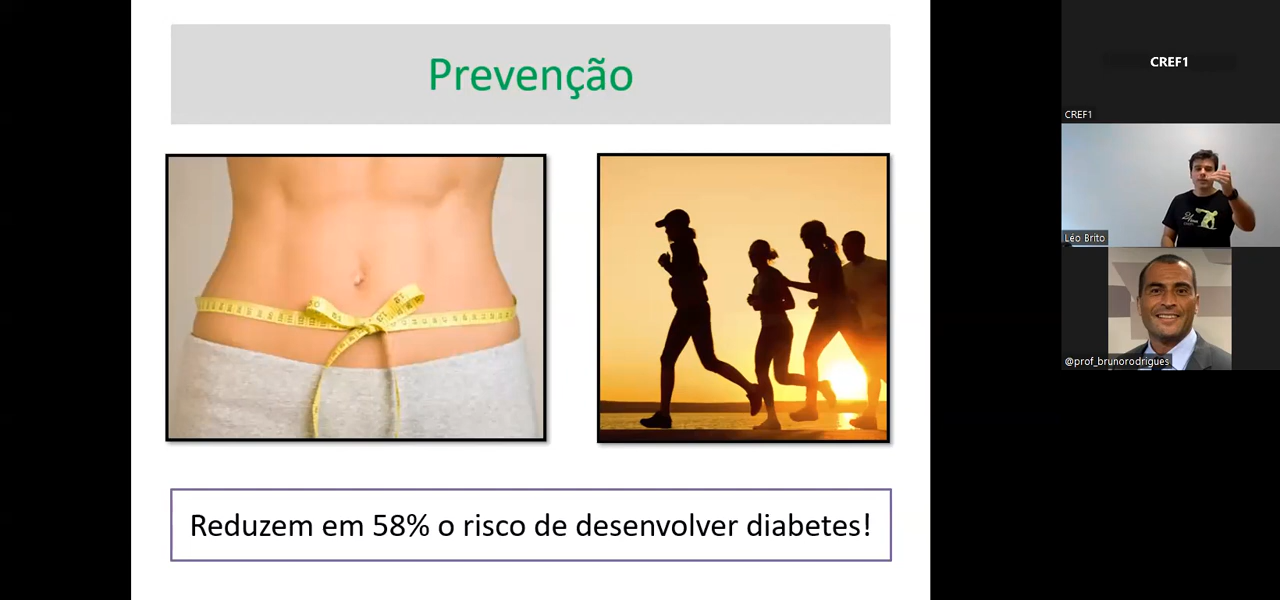 Prevenção
Reduzem em 58% o risco de desenvolver diabetes!
CREF1
CREF1
Léo Brito
@prof_brunorodrigues